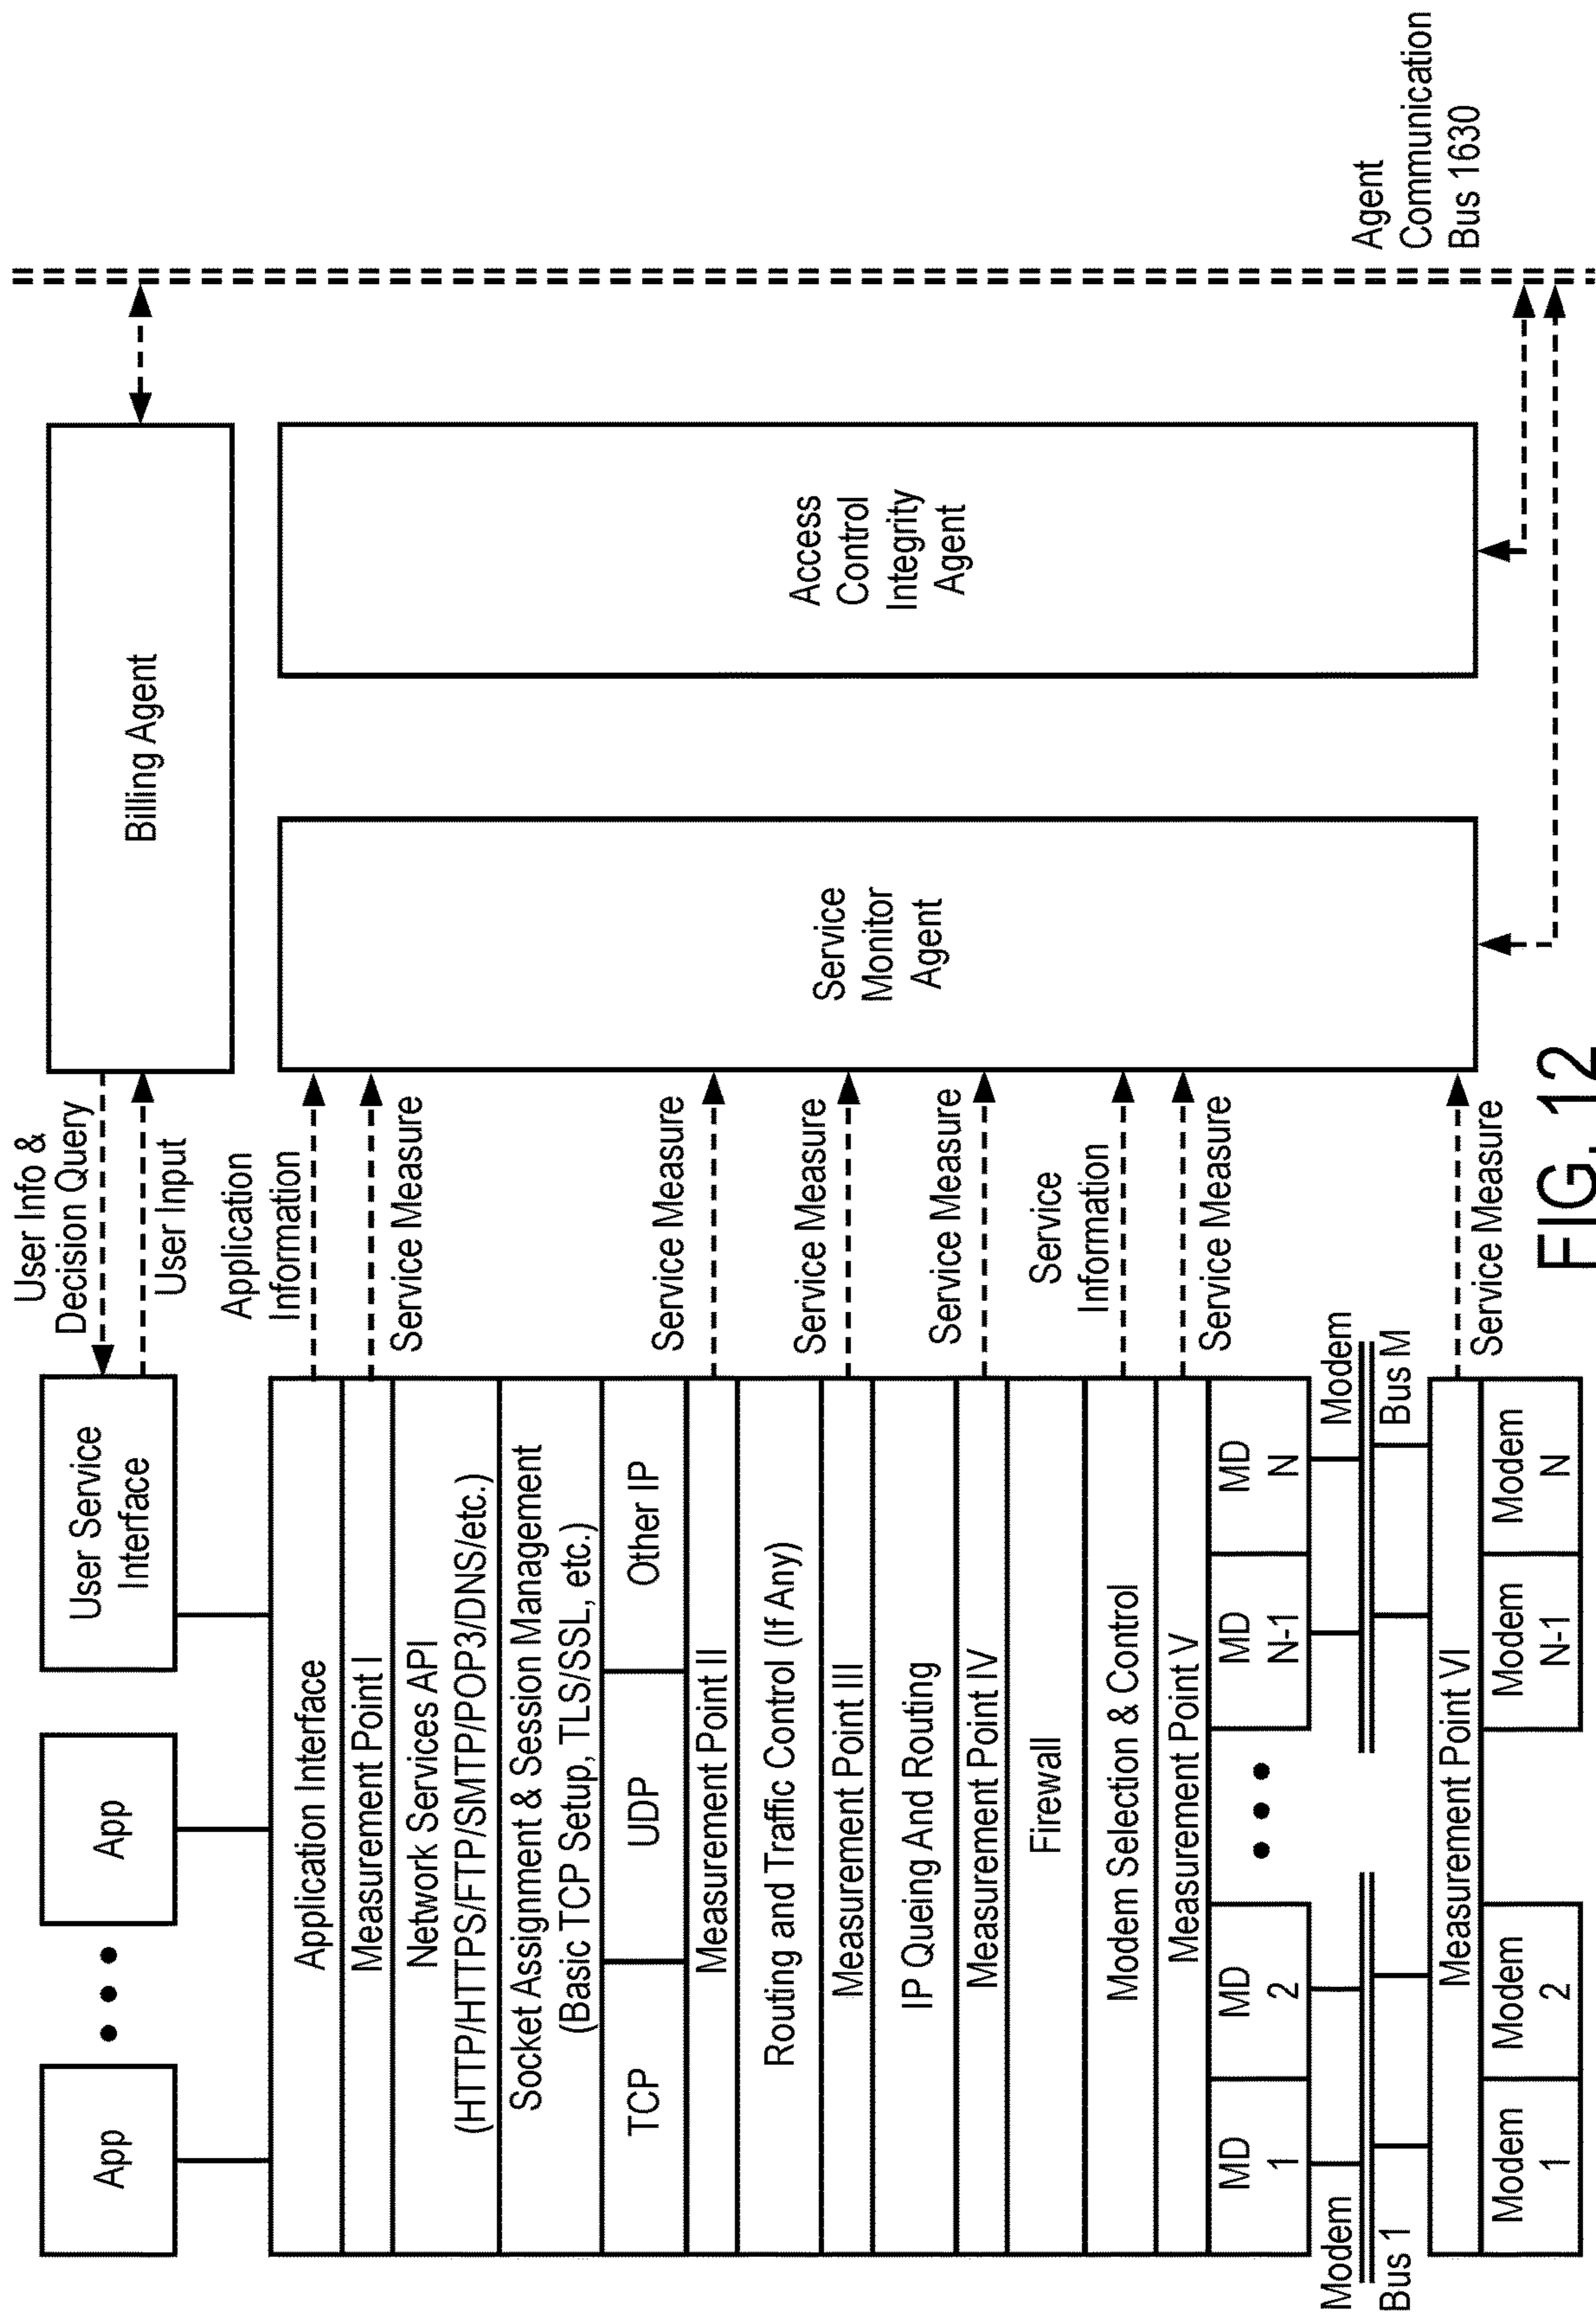 App
App
User Service
Interface
User Info &
Decision Query
User Input
Billing Agent
Application Interface
Application
Information
Measurement Point I
Service Measure
Network Services API
(HTTP/HTTPS/FTP/SMTP/POP3/DNS/etc.)
Socket Assignment & Session Management
(Basic TCP Setup, TLS/SSL, etc.)
TCP
UDP
Other IP
Measurement Point II
Service Measure
Routing and Traffic Control (If Any)
Measurement Point III
Service Measure
IP Queing And Routing
Measurement Point IV
Service Measure
Firewall
Modem Selection & Control
Service
Information
Measurement Point V
Service Measure
MD
1
MD
2
MD
N-1
MD
N
Modem
Bus 1
Modem
Bus M
Measurement Point VI
Service Measure
Modem
1
Modem
2
Modem
N-1
Modem
N
Service
Monitor
Agent
Access
Control
Integrity
Agent
Agent
Communication
Bus 1630
FIG. 12